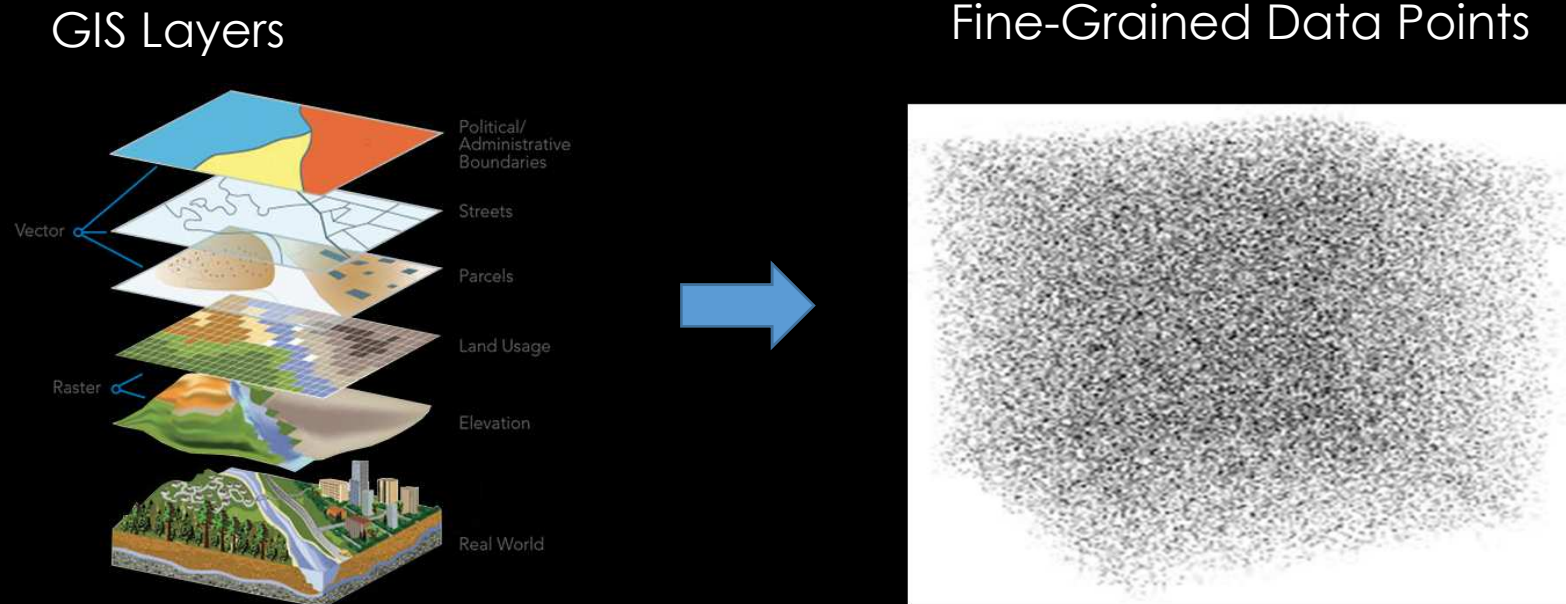 GIS Layers
Fine-Grained Data Points
Political/
Administrative
Boundaries
Streets
Vector
Parcels
Land Usage
Raster
Elevation
Real World